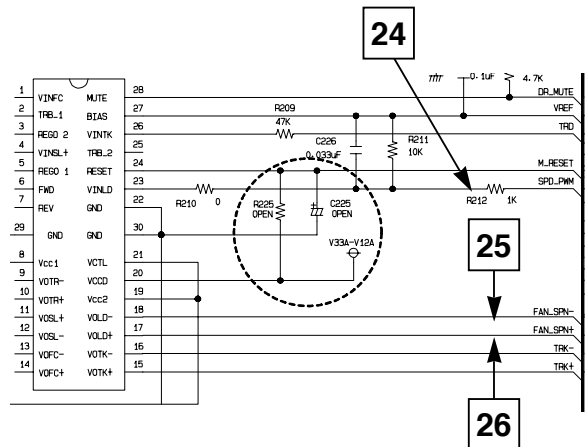 24
0.1uF 4.7K
1 VINFC MUTE 28 DR_MUTE
2 TRB_1 BIAS 27 VREF
3 REGO 2 VINTK 26 R209 47K TRD
4 VINSL+ TRB_2 25 C226 0.033uF R211 10K
5 REGO 1 RESET 24 M_RESET
6 FWD VINLD 23 R210 0 R212 1K SPD_PWM
7 REV GND 22 R225 OPEN + C225 OPEN
29 GND GND 30
V33A-V12A
8 Vcc1 VCTL 21
9 VOTR- VCCD 20
10 VOTR+ Vcc2 19
25
11 VOSL+ VOLD- 18 FAN_SPN-
12 VOSL- VOLD+ 17 FAN_SPN+
13 VOFC- VOTK- 16 TRK-
14 VOFC+ VOTK+ 15 TRK+
26